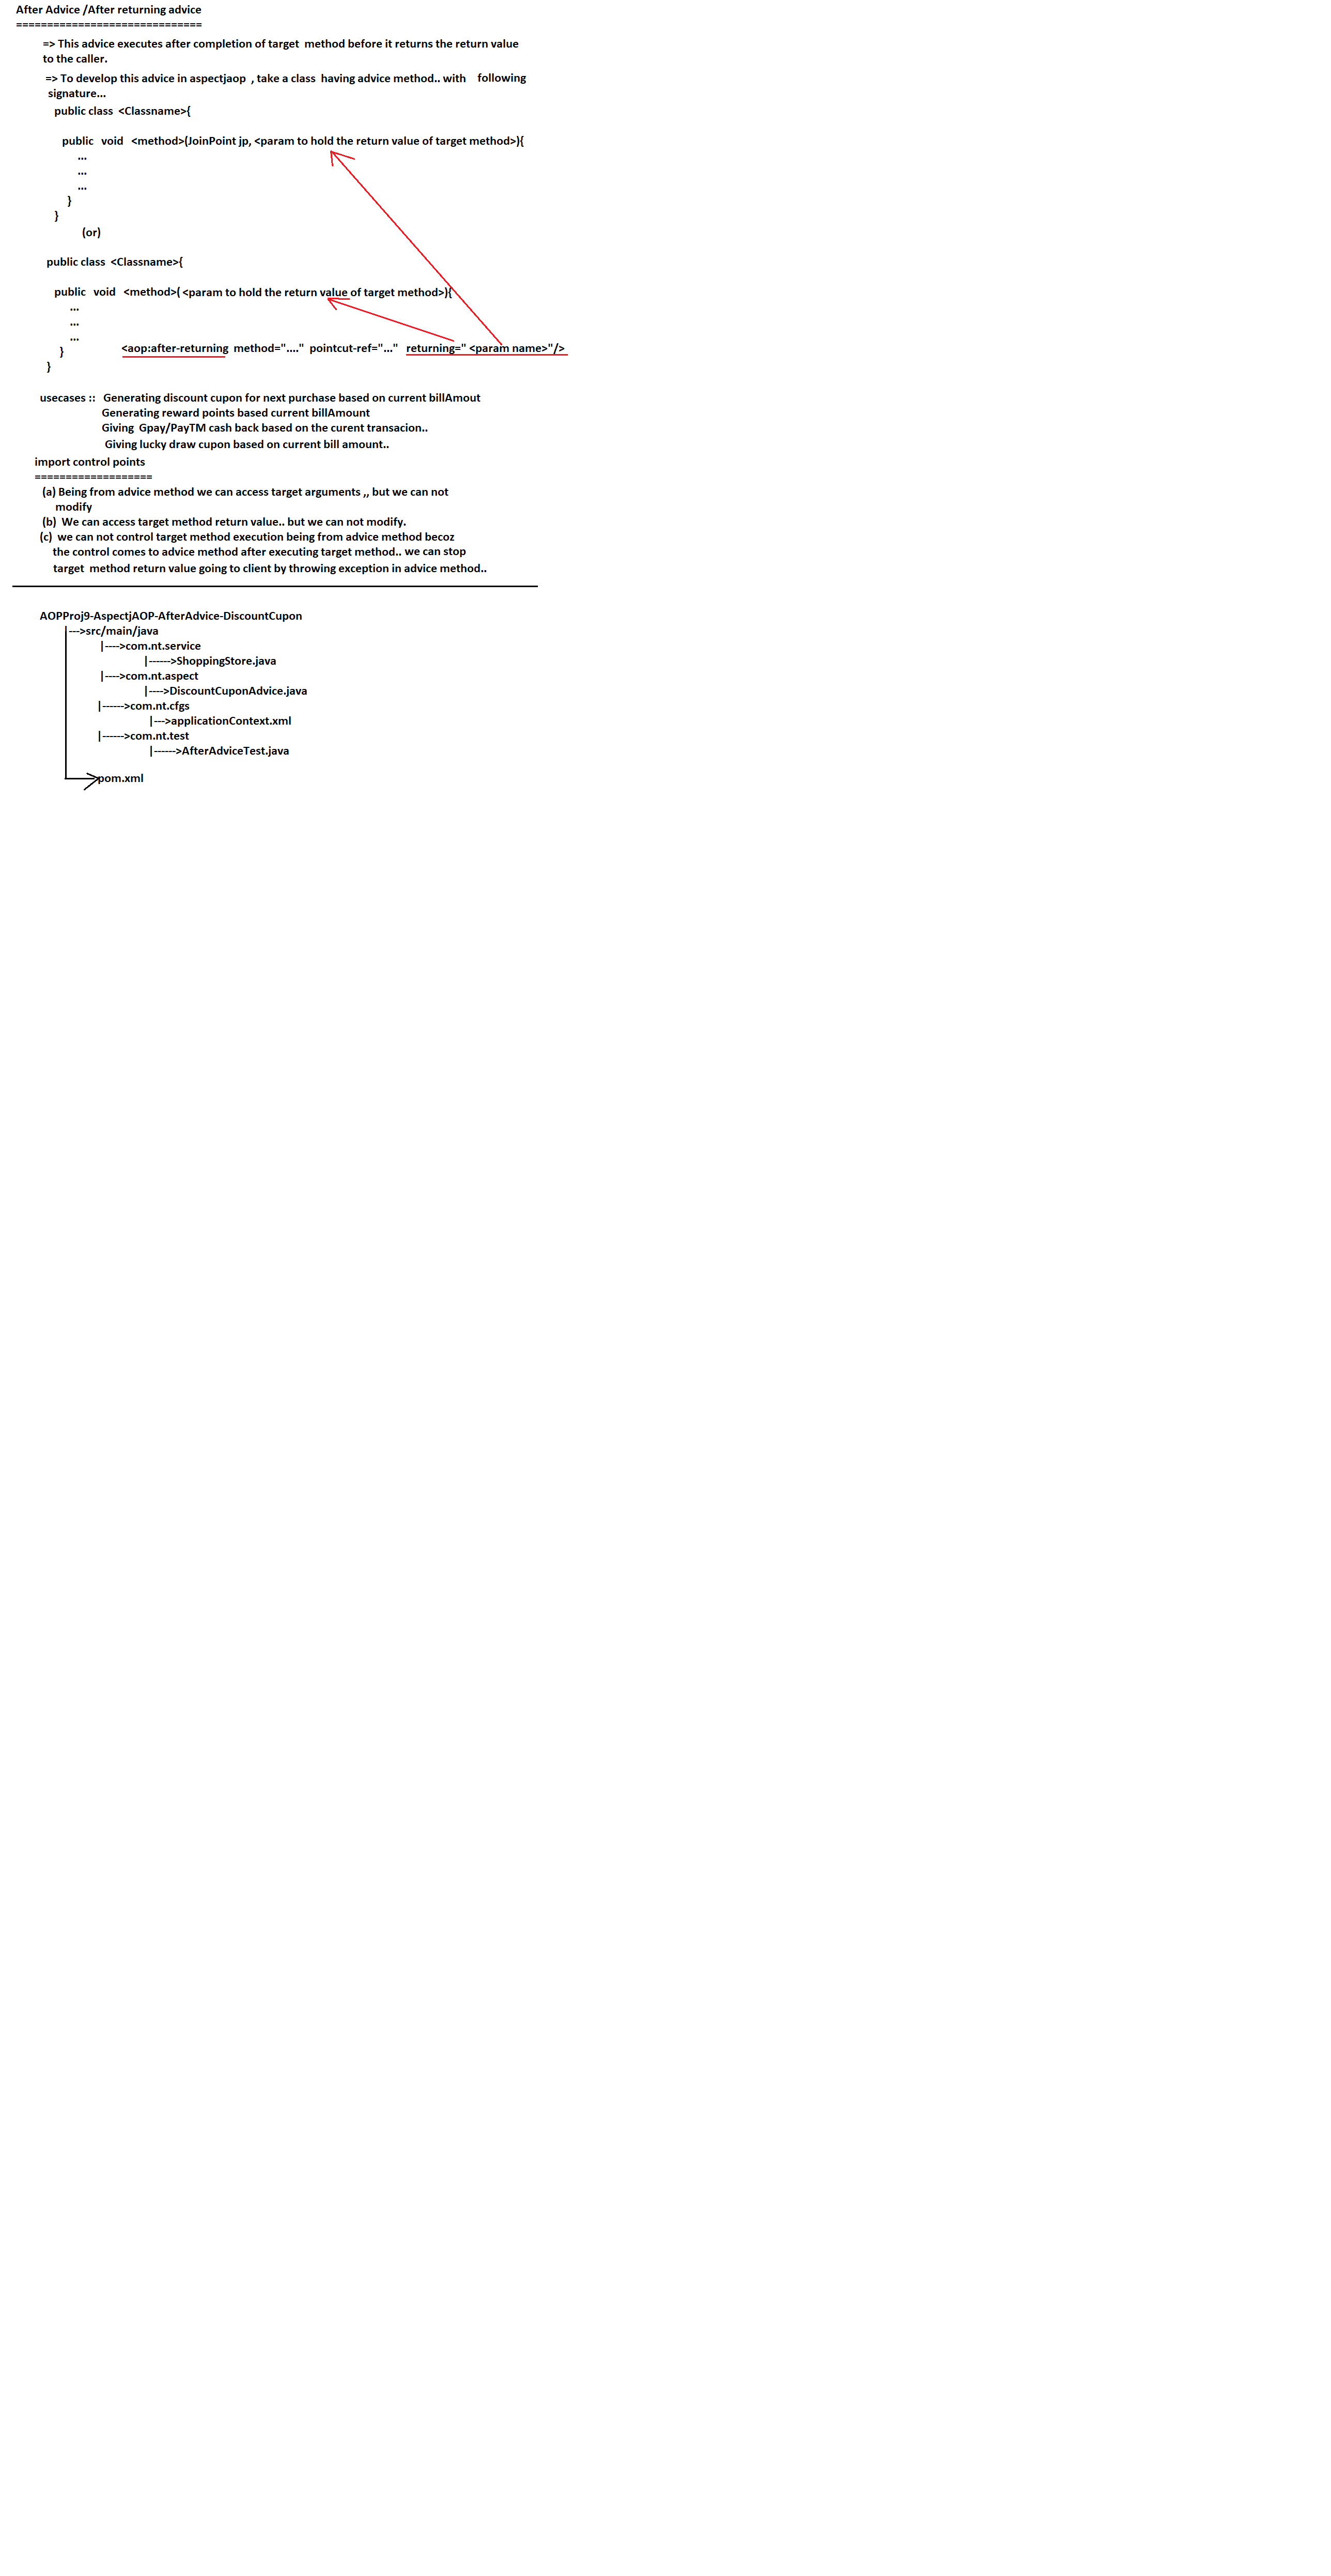 After Advice /After returning advice
==============================
=> This advice executes after completion of target  method before it returns the return value
to the caller.
=> To develop this advice in aspectjaop  , take a class  having advice method.. with    following
signature...
public class  <Classname>{
public   void   <method>(JoinPoint jp, <param to hold the return value of target method>){
...
...
...
}
}
(or)
public class  <Classname>{
public   void   <method>( <param to hold the return value of target method>){
...
...
...
<aop:after-returning  method="...."  pointcut-ref="..."   returning=" <param name>"/>
}
}
usecases ::   Generating discount cupon for next purchase based on current billAmout
Generating reward points based current billAmount
Giving  Gpay/PayTM cash back based on the curent transacion..
Giving lucky draw cupon based on current bill amount..
import control points
===================
(a) Being from advice method we can access target arguments ,, but we can not
modify
(b)  We can access target method return value.. but we can not modify.
(c)  we can not control target method execution being from advice method becoz
the control comes to advice method after executing target method.. we can stop
target  method return value going to client by throwing exception in advice method..
AOPProj9-AspectjAOP-AfterAdvice-DiscountCupon
|--->src/main/java
|---->com.nt.service
|------>ShoppingStore.java
|---->com.nt.aspect
|---->DiscountCuponAdvice.java
|------>com.nt.cfgs
|--->applicationContext.xml
|------>com.nt.test
|------>AfterAdviceTest.java
pom.xml